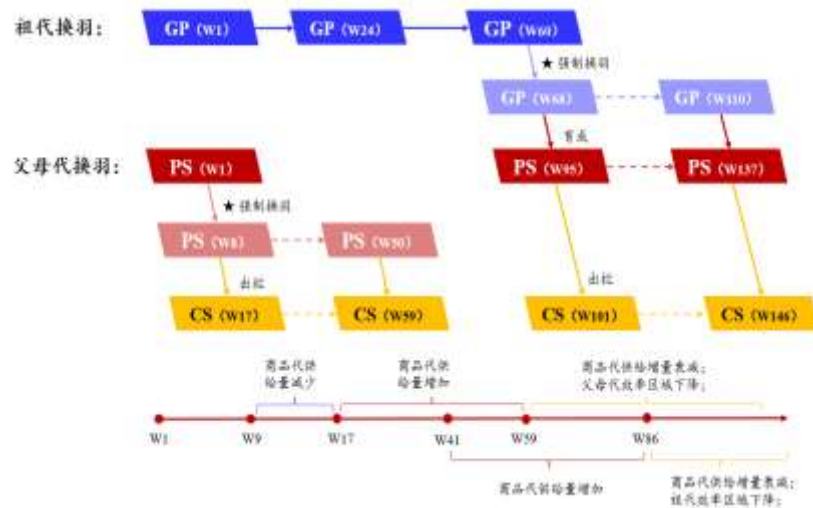 祖代换羽：
GP（W1）
GP（W24）
GP（W60）
★ 强制换羽
GP（W68）
GP（W110）
育成
父母代换羽：
PS（W1）
PS（W95）
PS（W137）
★ 强制换羽
PS（W8）
PS（W50）
出栏
出栏
CS（W17）
CS（W59）
CS（W101）
CS（W146）
商品代供
给量减少
商品代供
给量增加
商品代供给增量衰减；
父母代效率区域下降；
W1
W9
W17
W41
W59
W86
商品代供给量增加
商品代供给增量衰减；
祖代效率区域下降；